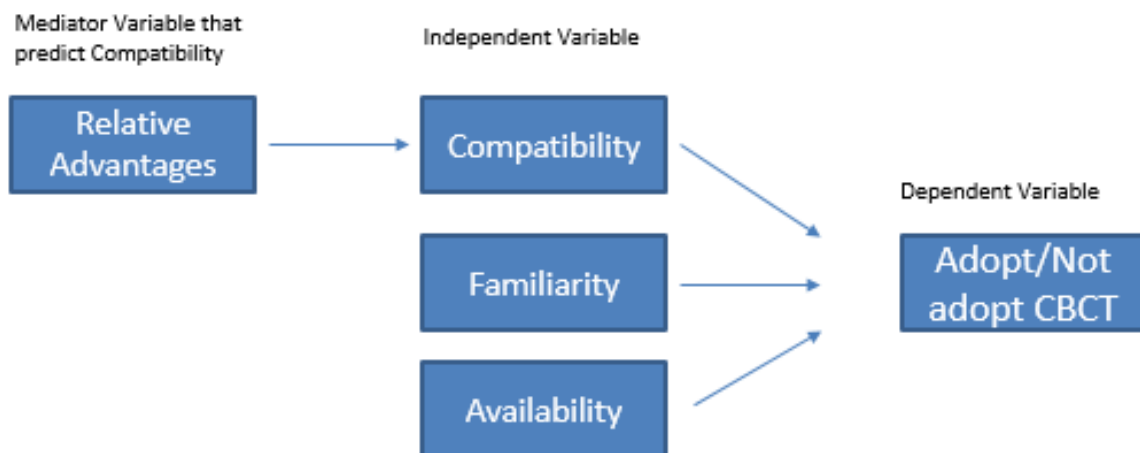 Mediator Variable that
predict Compatibility
Independent Variable
Relative
Advantages
Compatibility
Dependent Variable
Familiarity
Adopt/Not
adopt CBCT
Availability